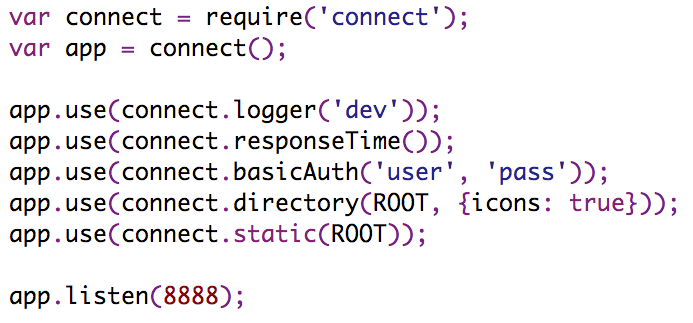 var connect = require('connect');
var app = connect();

app.use(connect.logger('dev'));
app.use(connect.responseTime());
app.use(connect.basicAuth('user', 'pass'));
app.use(connect.directory(ROOT, {icons: true}));
app.use(connect.static(ROOT));

app.listen(8888);